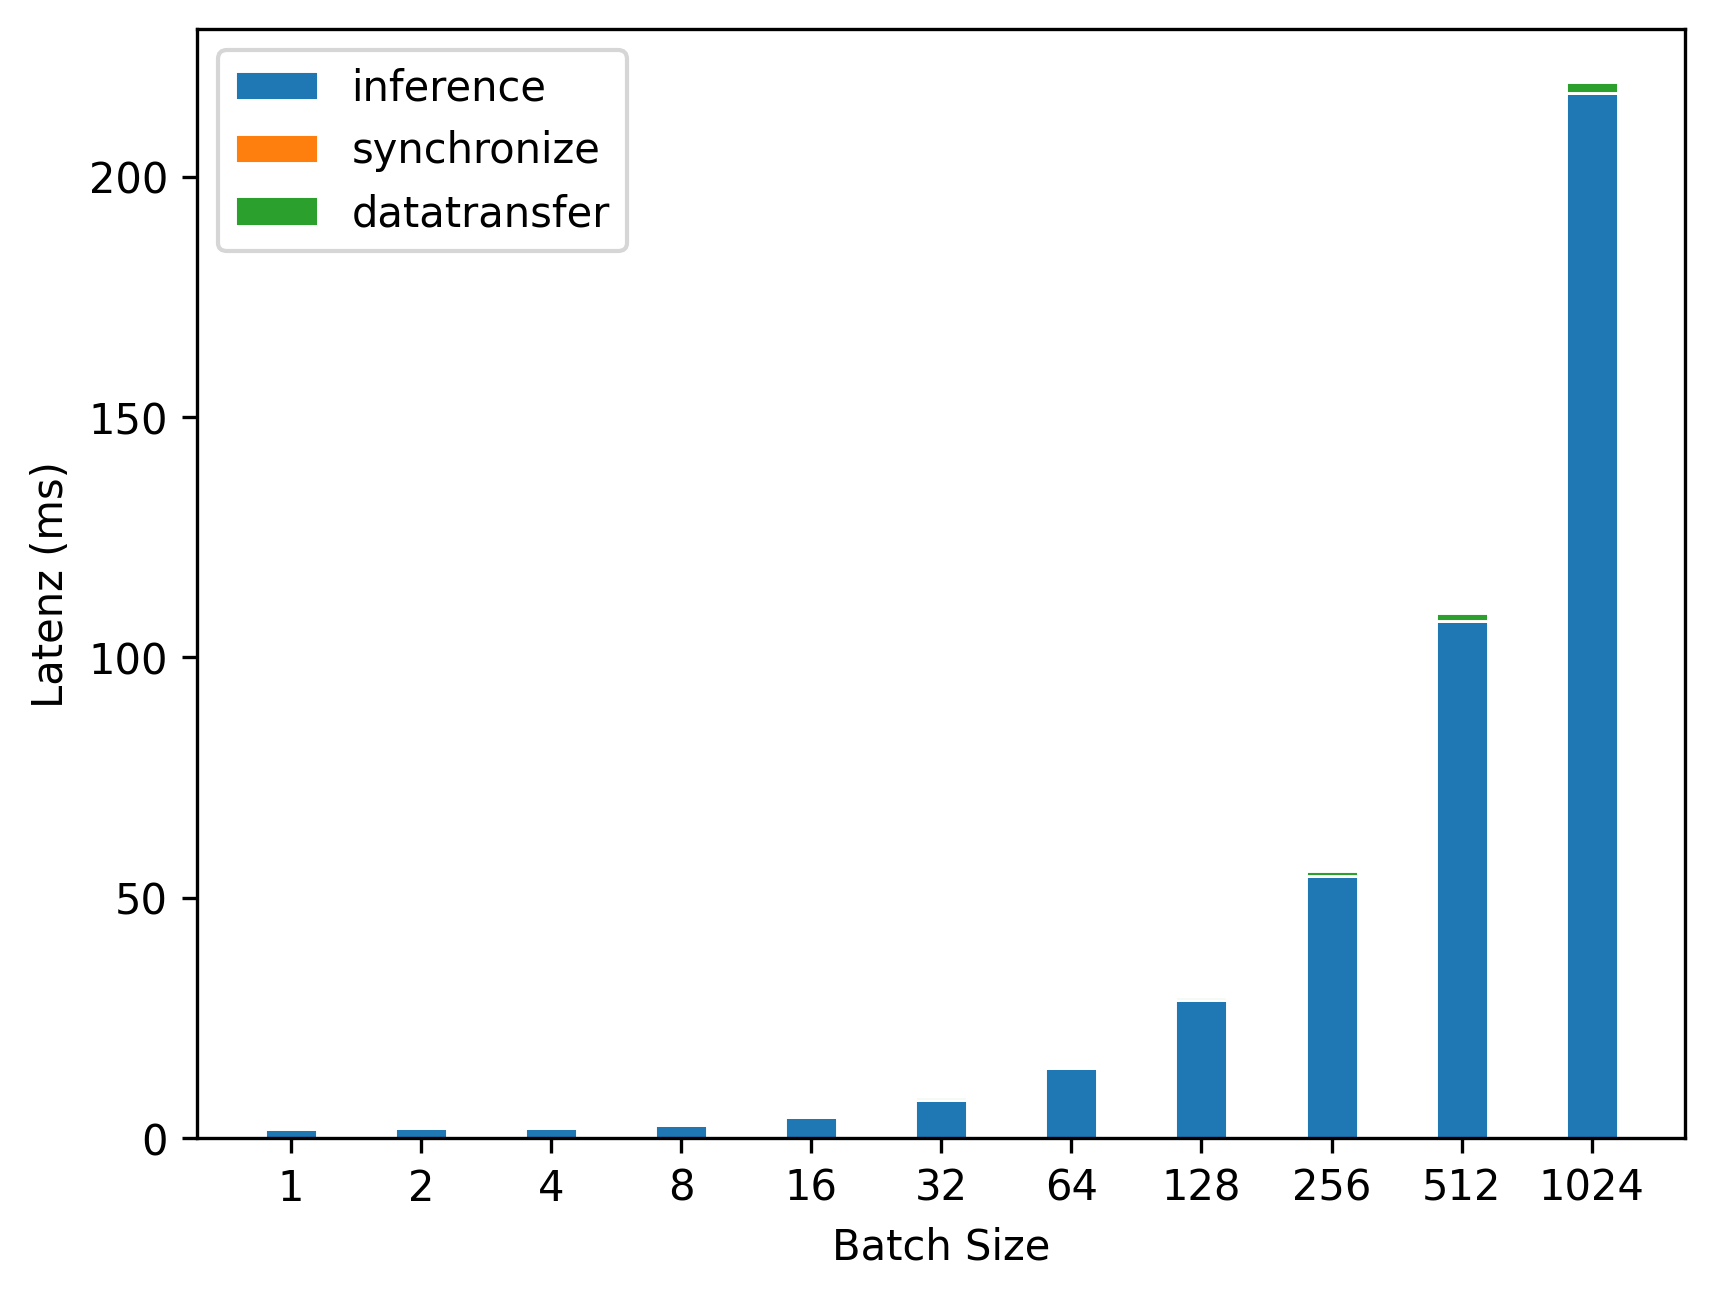 inference
synchronize
datatransfer
200
150
100
50
0
Latenz (ms)
1 2 4 8 16 32 64 128 256 512 1024
Batch Size